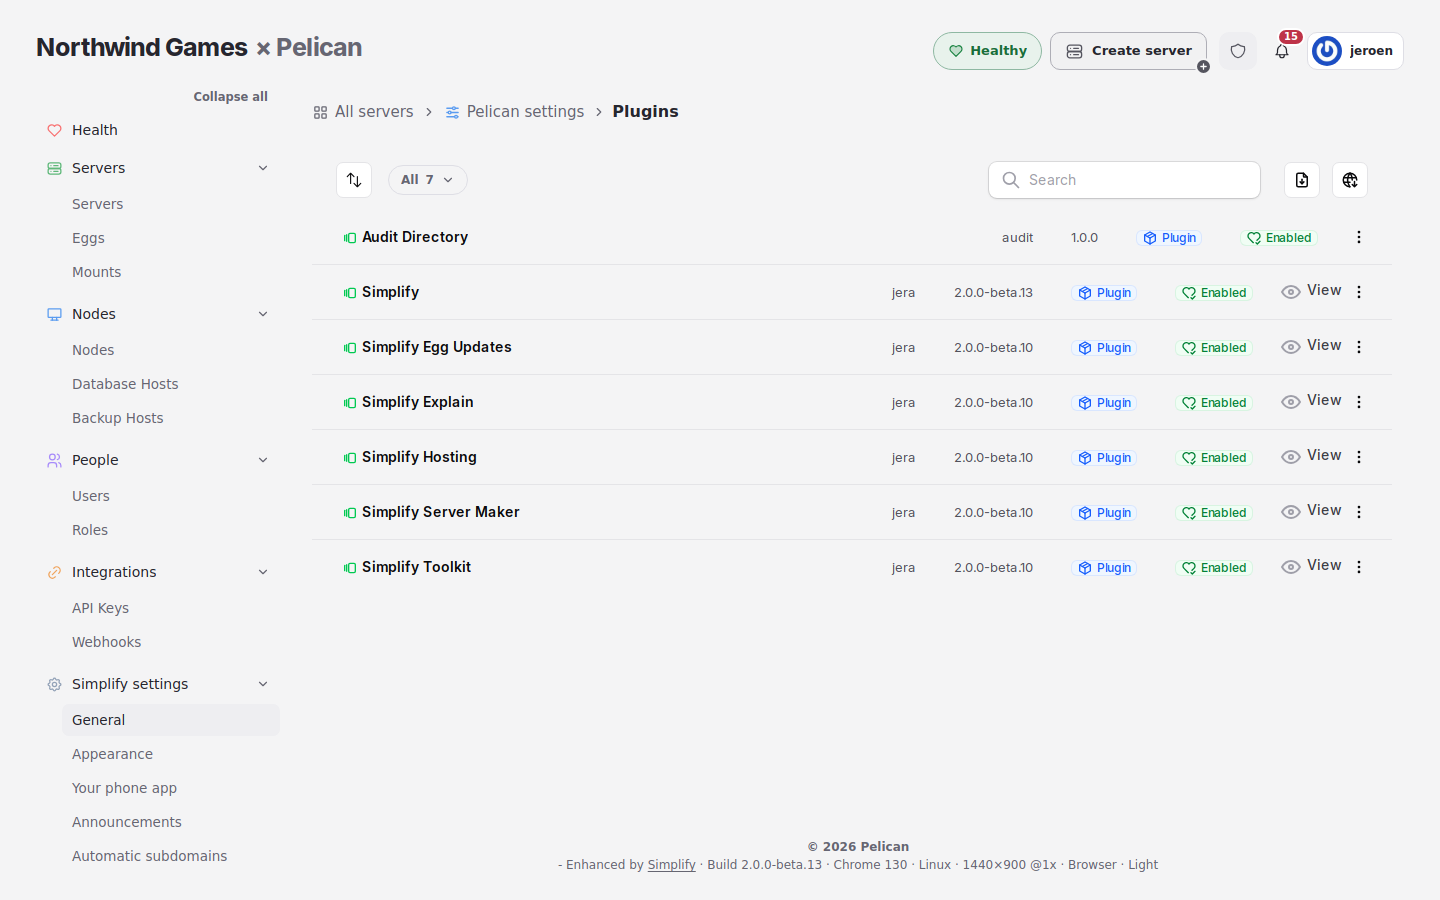 Northwind Games × Pelican
Healthy
Create server
15
jeroen
Collapse all
Health
Servers
Servers
Eggs
Mounts
Nodes
Nodes
Database Hosts
Backup Hosts
People
Users
Roles
Integrations
API Keys
Webhooks
Simplify settings
General
Appearance
Your phone app
Announcements
Automatic subdomains
All servers > Pelican settings > Plugins
All 7
Search
Audit Directory audit 1.0.0 Plugin Enabled
Simplify jera 2.0.0-beta.13 Plugin Enabled View
Simplify Egg Updates jera 2.0.0-beta.10 Plugin Enabled View
Simplify Explain jera 2.0.0-beta.10 Plugin Enabled View
Simplify Hosting jera 2.0.0-beta.10 Plugin Enabled View
Simplify Server Maker jera 2.0.0-beta.10 Plugin Enabled View
Simplify Toolkit jera 2.0.0-beta.10 Plugin Enabled View
© 2026 Pelican
- Enhanced by Simplify · Build 2.0.0-beta.13 · Chrome 130 · Linux · 1440×900 @1x · Browser · Light